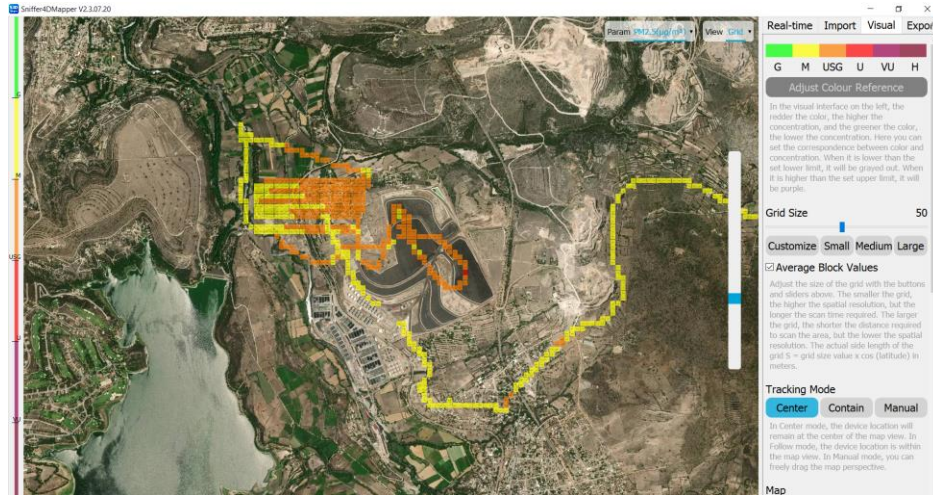 Sniffer4DMapper V2.3.07.20
Param PM2.5(μg/m³) View Grid
Real-time Import Visual Expor
G M USG U VU H
Adjust Colour Reference
In the visual interface on the left, the
redder the color, the higher the
concentration, and the greener the color,
the lower the concentration. Here you can
set the correspondence between color and
concentration. When it is lower than the
set lower limit, it will be grayed out. When
it is higher than the set upper limit, it will
be purple.
Grid Size 50
Customize Small Medium Large
Average Block Values
Adjust the size of the grid with the buttons
and sliders above. The smaller the grid,
the higher the spatial resolution, but the
longer the scan time required. The larger
the grid, the shorter the distance required
to scan the area, but the lower the spatial
resolution. The actual side length of the
grid S = grid size value x cos (latitude) in
meters.
Tracking Mode
Center Contain Manual
In Center mode, the device location will
remain at the center of the map view. In
Follow mode, the device location is within
the map view. In Manual mode, you can
freely drag the map perspective.
Map
G
M
USG
U
VU